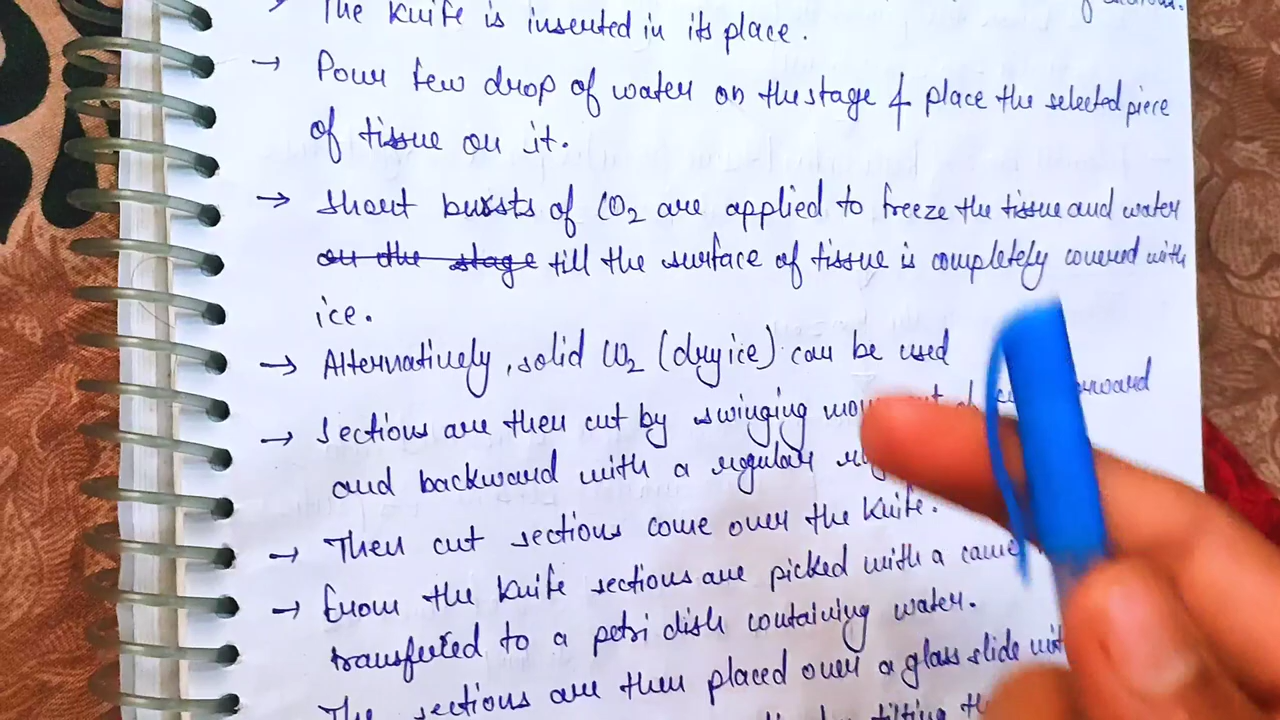 The knife is inserted in its place.
→ Pour few drop of water on the stage & place the selected piece
of tissue on it.
→ Short bursts of CO2 are applied to freeze the tissue and water
on the stage till the surface of tissue is completely covered with
ice.
→ Alternatively, solid CO2 (dry ice) can be used
→ Sections are then cut by swinging
and backward with a regular
→ Then cut sections come over the knife.
→ From the knife sections are picked with a
transferred to a petri dish containing water.
The sections are then placed over a glass slide
tilting